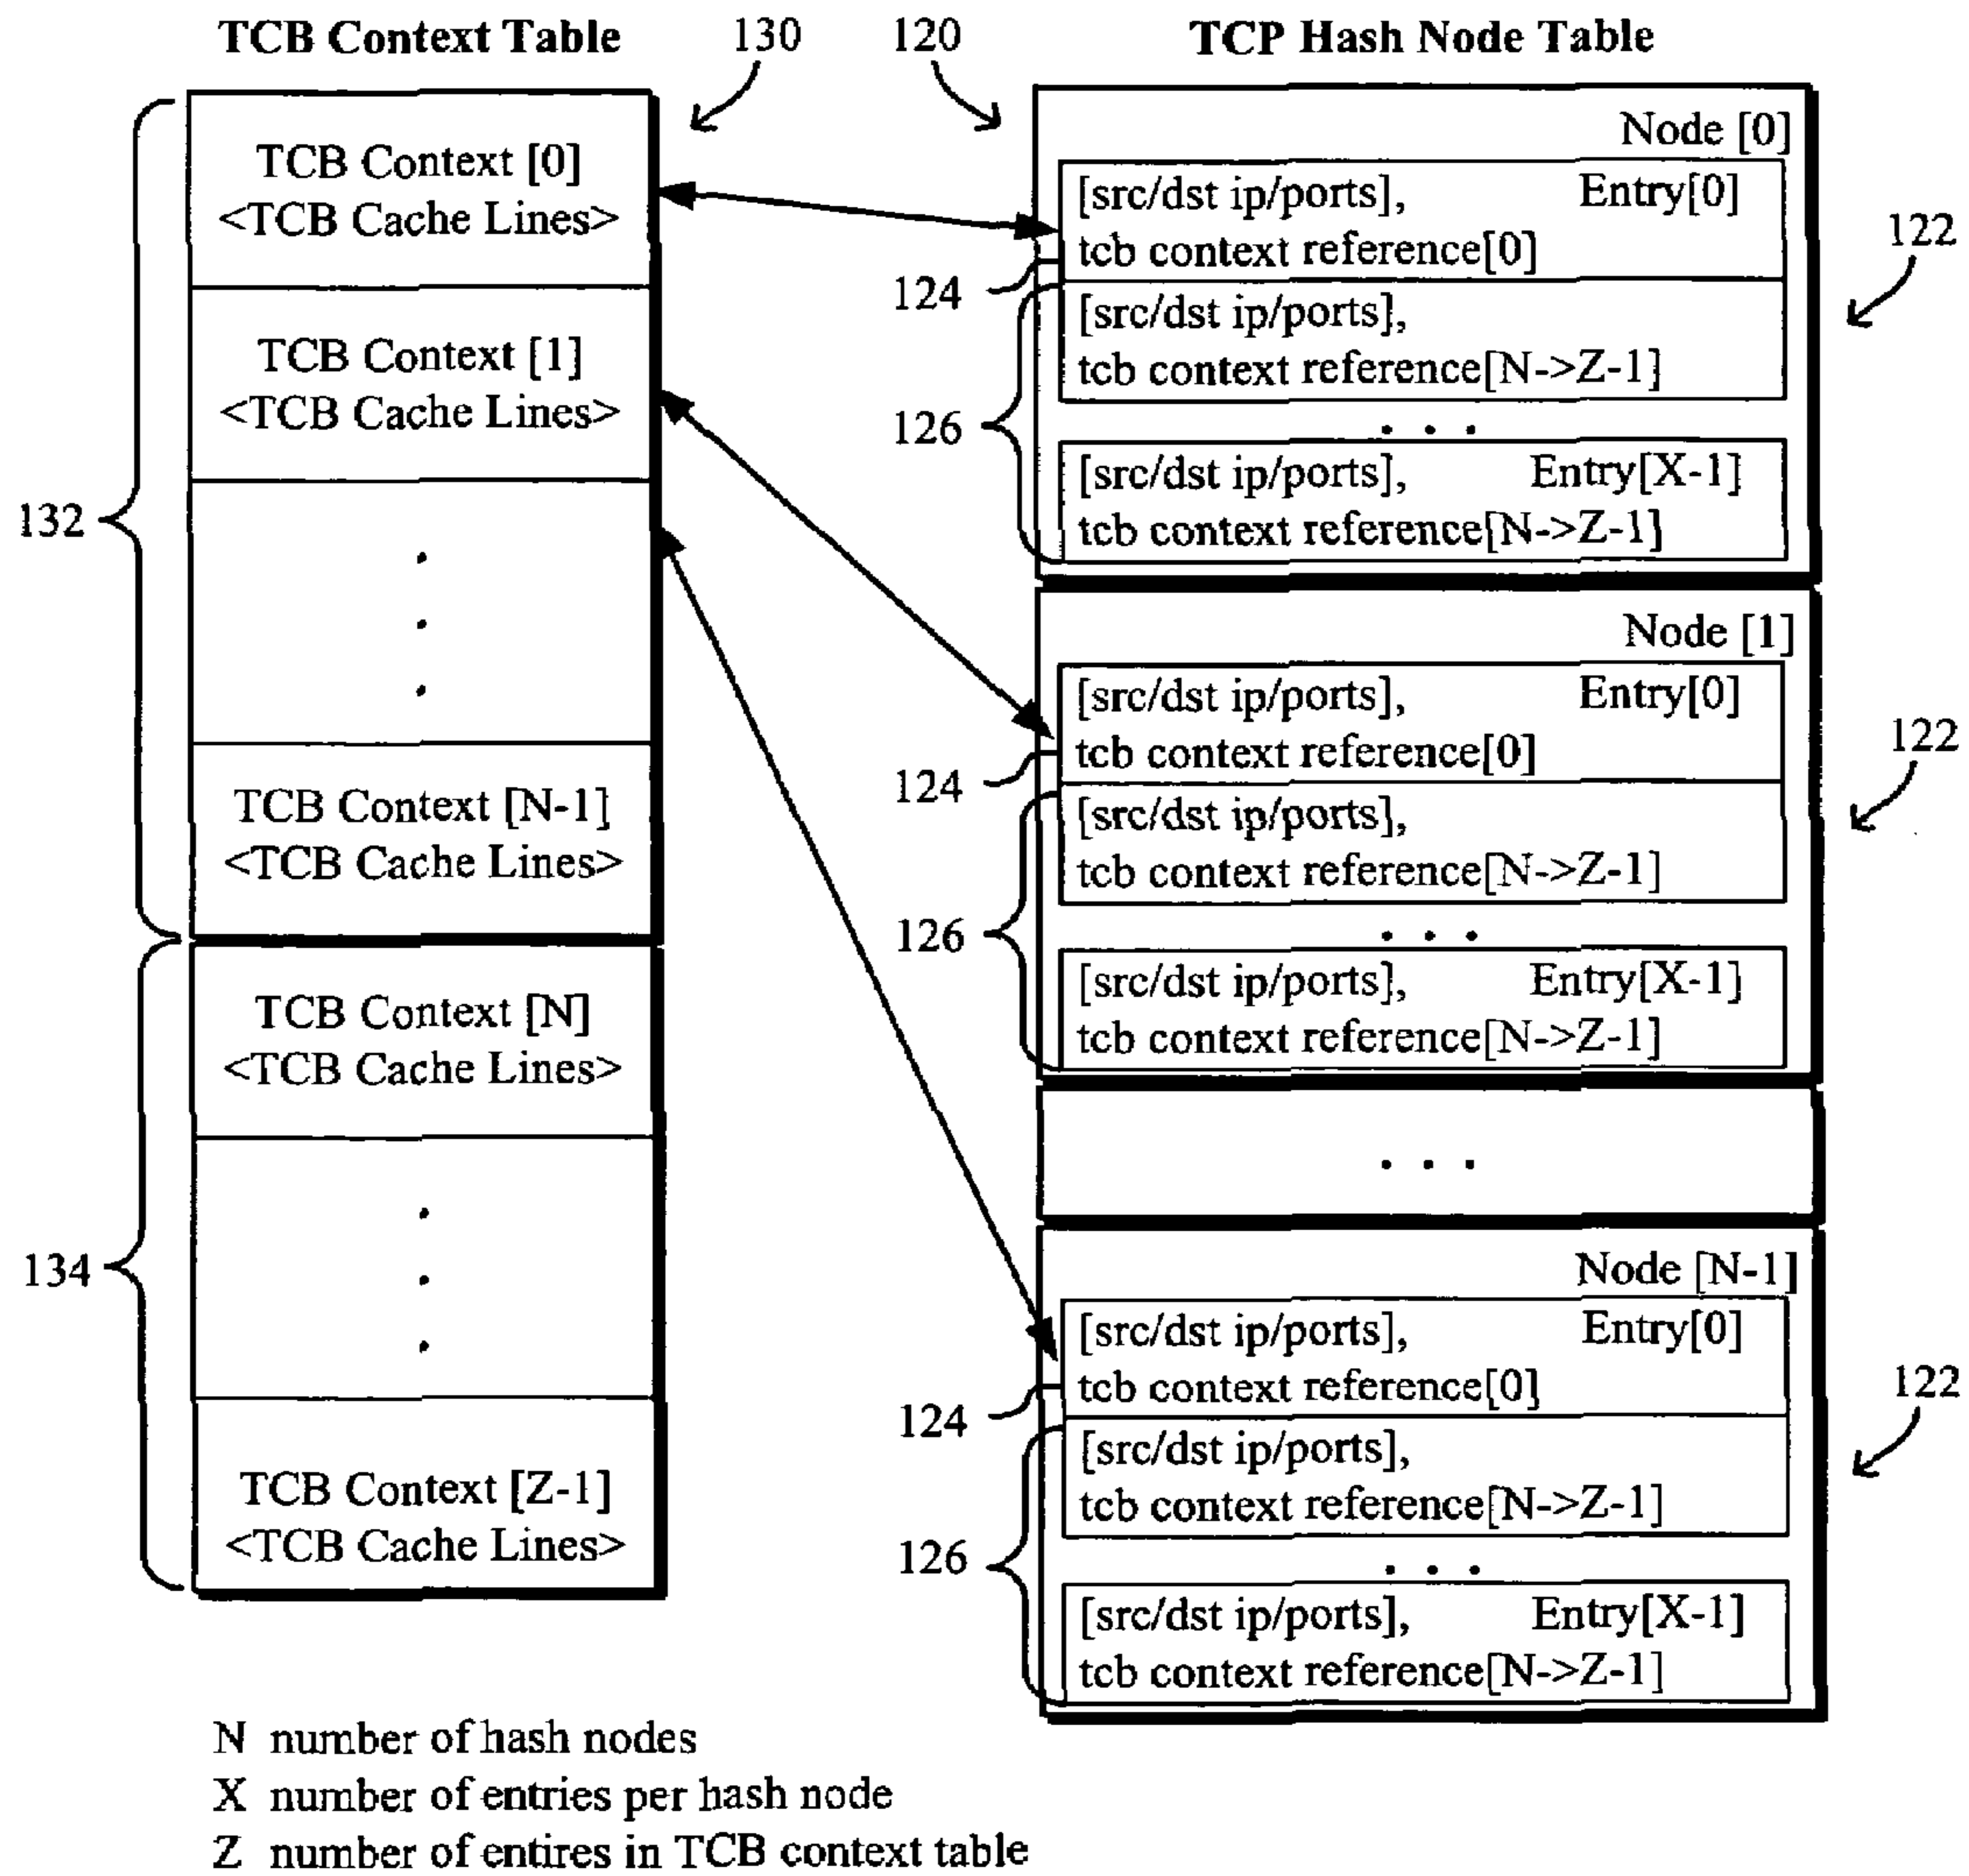 TCB Context Table
130
120
TCP Hash Node Table
TCB Context [0]
<TCB Cache Lines>
TCB Context [1]
<TCB Cache Lines>
.
.
.
TCB Context [N-1]
<TCB Cache Lines>
132
TCB Context [N]
<TCB Cache Lines>
.
.
.
TCB Context [Z-1]
<TCB Cache Lines>
134
Node [0]
[src/dst ip/ports], Entry[0]
tcb context reference[0]
124
[src/dst ip/ports],
tcb context reference[N->Z-1]
. . .
126
[src/dst ip/ports], Entry[X-1]
tcb context reference[N->Z-1]
122
Node [1]
[src/dst ip/ports], Entry[0]
tcb context reference[0]
124
[src/dst ip/ports],
tcb context reference[N->Z-1]
. . .
126
[src/dst ip/ports], Entry[X-1]
tcb context reference[N->Z-1]
122
. . .
Node [N-1]
[src/dst ip/ports], Entry[0]
tcb context reference[0]
124
[src/dst ip/ports],
tcb context reference[N->Z-1]
. . .
126
[src/dst ip/ports], Entry[X-1]
tcb context reference[N->Z-1]
122
N number of hash nodes
X number of entries per hash node
Z number of entires in TCB context table